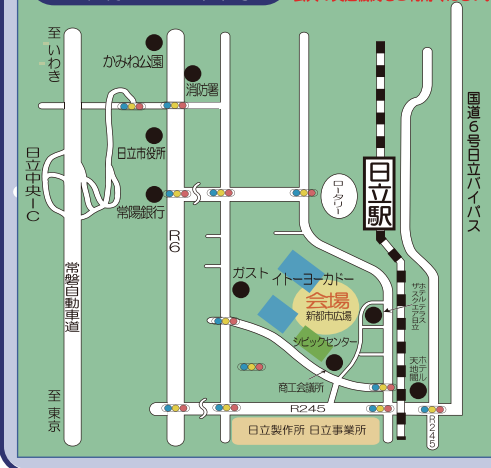 至 いわき
かみね公園
消防署
国道6号日立バイパス
日立市役所
日立中央IC
日立駅
ロータリー
常陽銀行
R6
常磐自動車道
ガスト
イトーヨーカドー
会場
新都市広場
ホテルテラス
ザスクエア日立
シビックセンター
商工会議所
ホテル
天地閣
至 東京
R245
R245
日立製作所 日立事業所